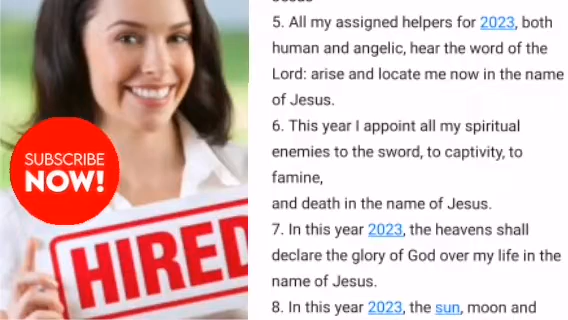 SUBSCRIBE
NOW!
HIRED
5. All my assigned helpers for 2023, both
human and angelic, hear the word of the
Lord: arise and locate me now in the name
of Jesus.
6. This year I appoint all my spiritual
enemies to the sword, to captivity, to
famine,
and death in the name of Jesus.
7. In this year 2023, the heavens shall
declare the glory of God over my life in the
name of Jesus.
8. In this year 2023, the sun, moon and